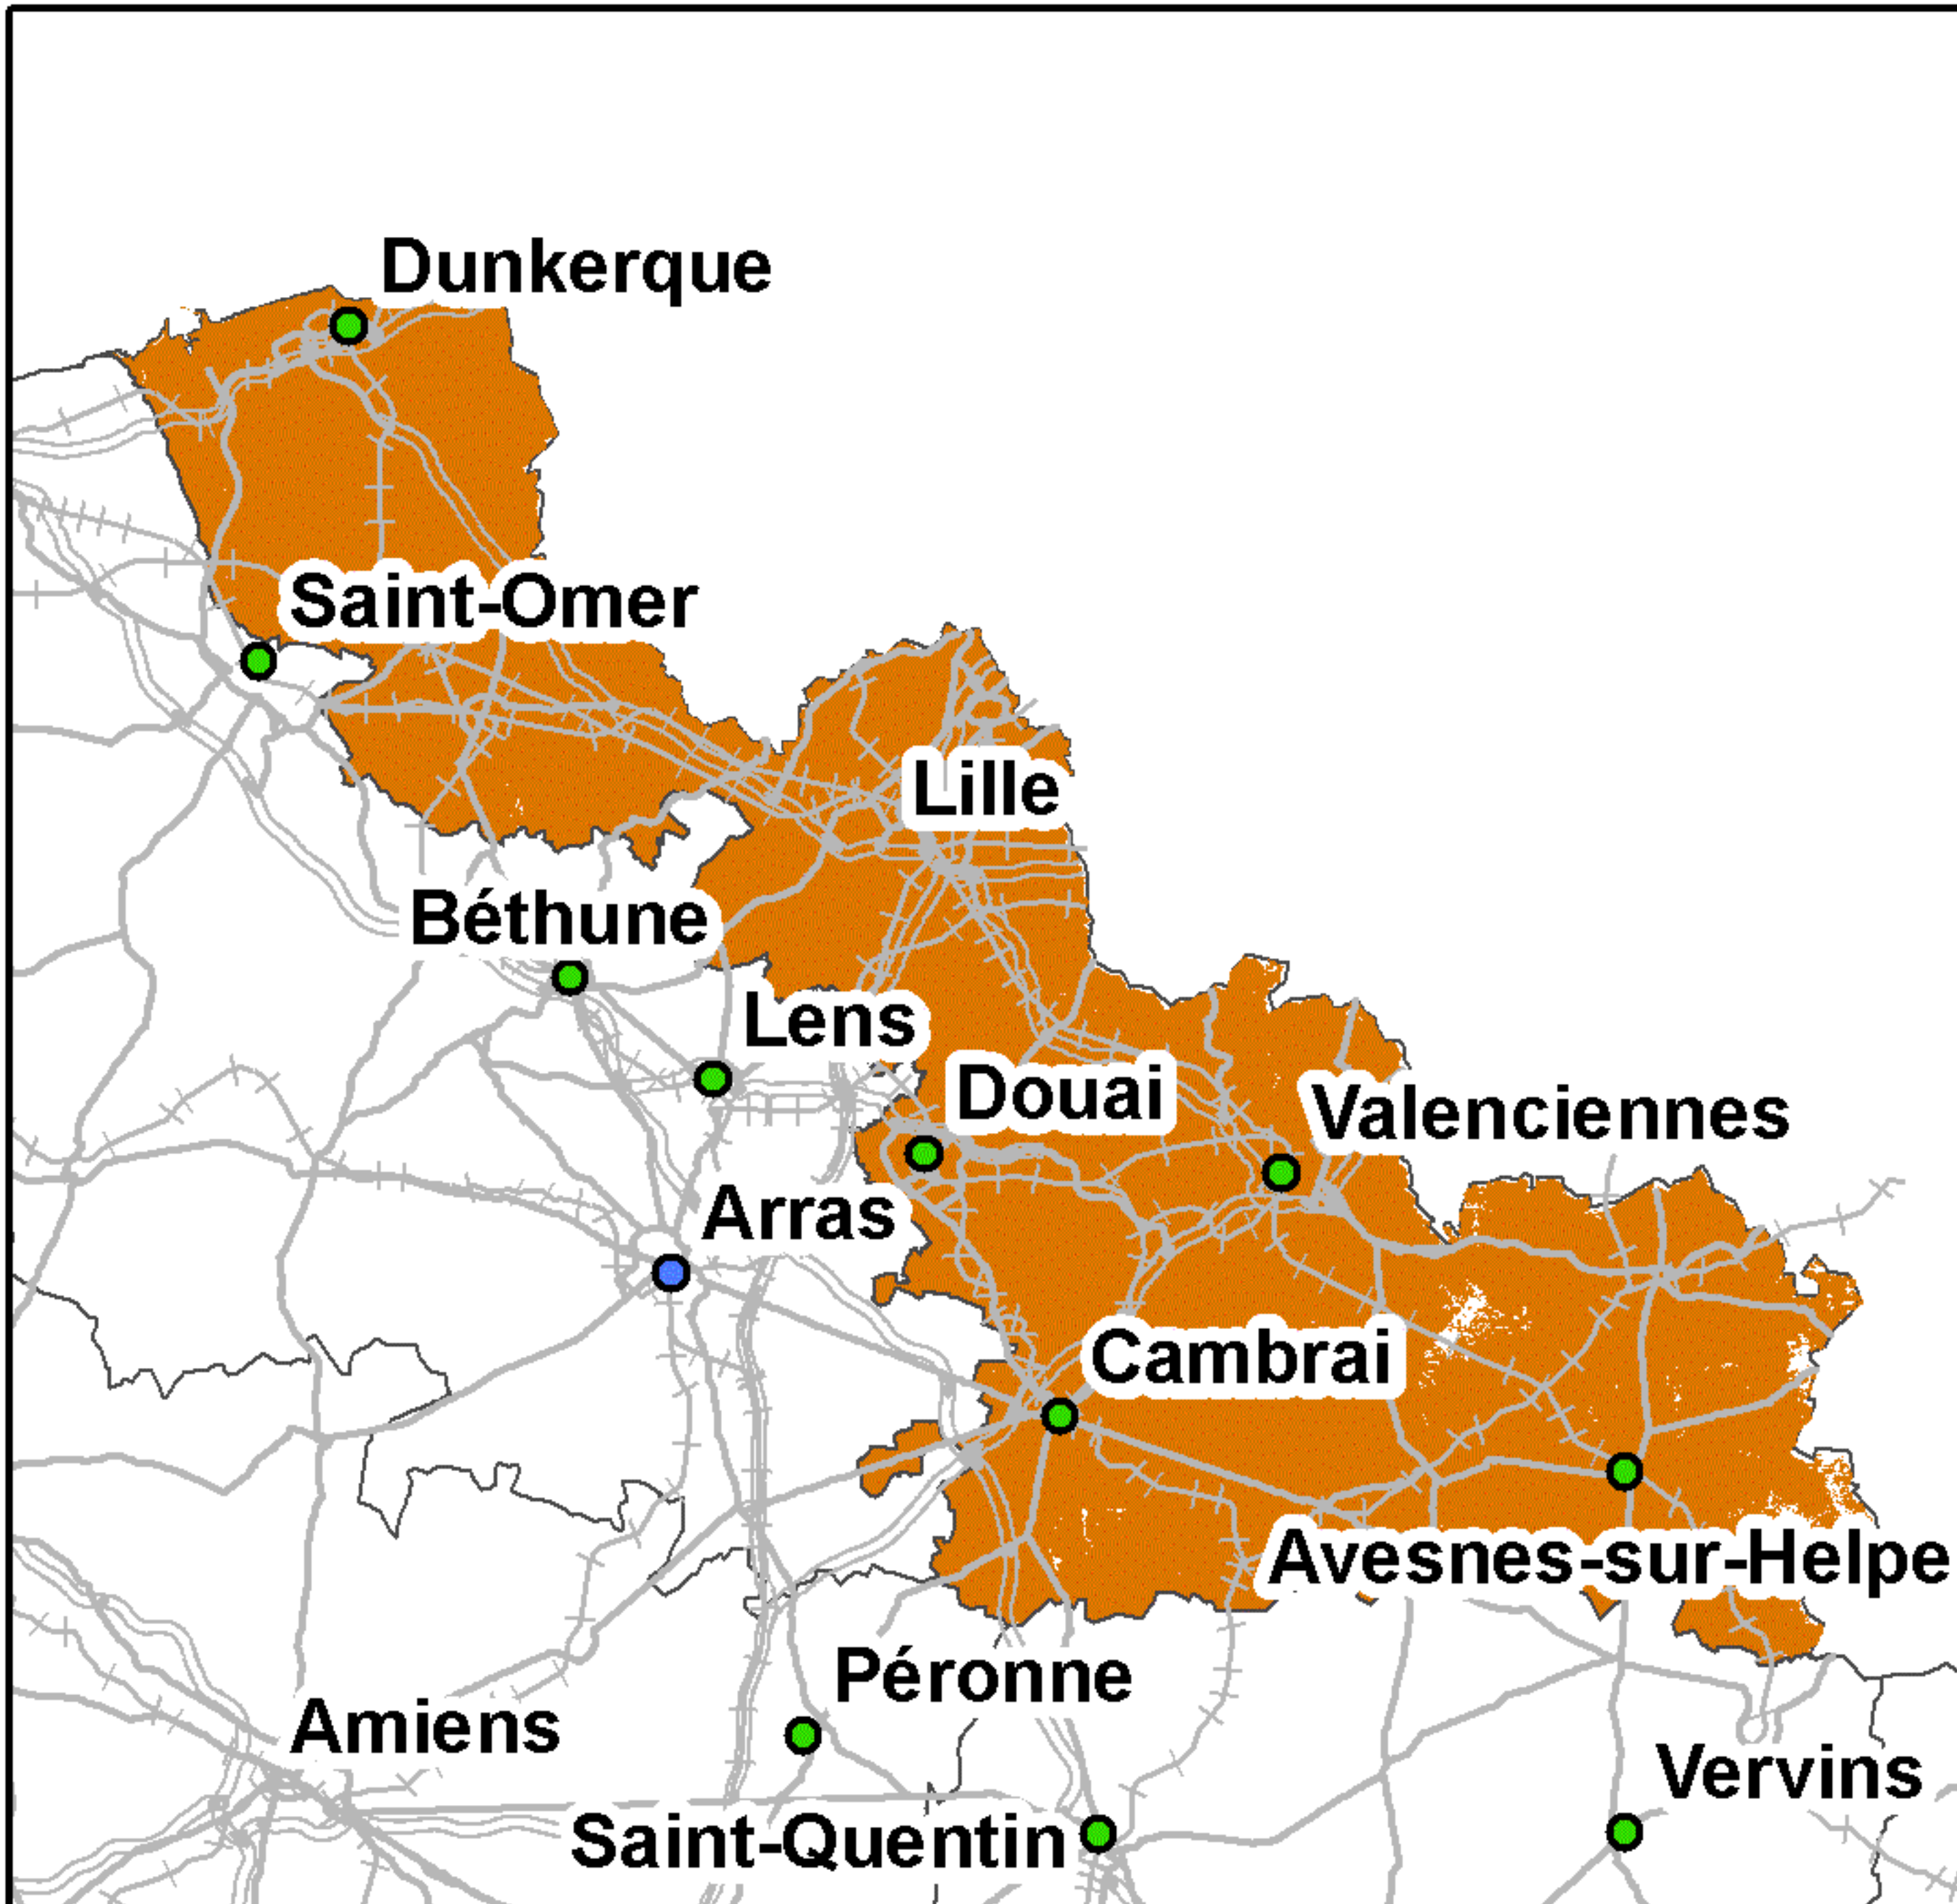 Dunkerque
Saint-Omer
Lille
Béthune
Lens
Douai
Valenciennes
Arras
Cambrai
Avesnes-sur-Helpe
Péronne
Amiens
Vervins
Saint-Quentin